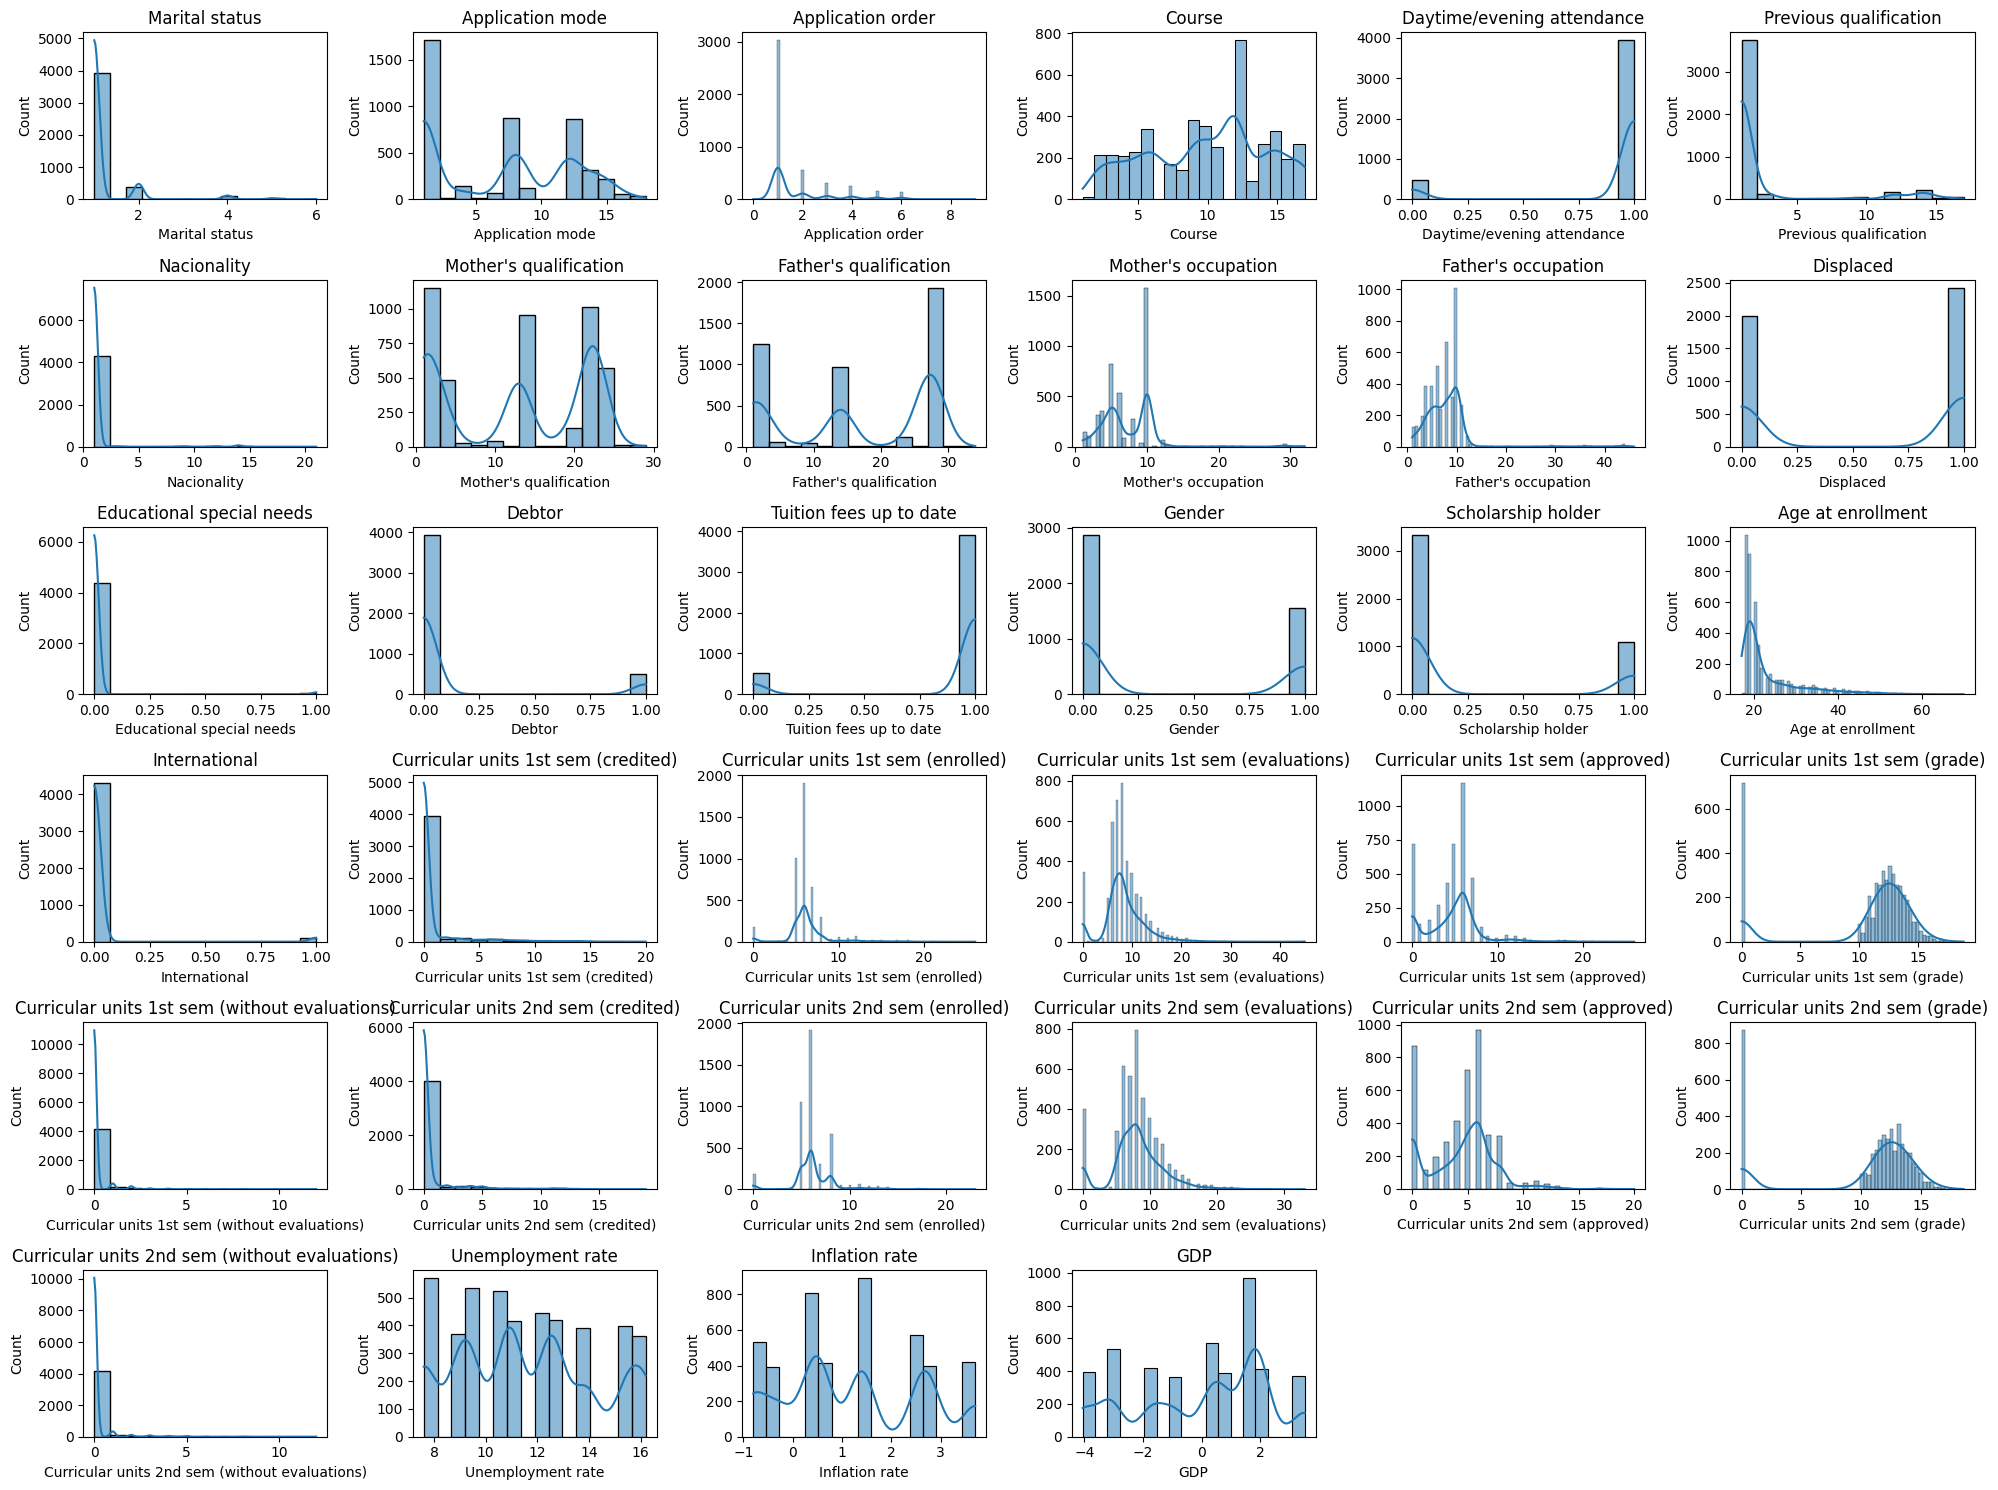 Marital status
Count
5000
4000
3000
2000
1000
0
2 4 6
Marital status
Application mode
Count
1500
1000
500
0
5 10 15
Application mode
Application order
Count
3000
2000
1000
0
0 2 4 6 8
Application order
Course
Count
800
600
400
200
0
5 10 15
Course
Daytime/evening attendance
Count
4000
3000
2000
1000
0
0.00 0.25 0.50 0.75 1.00
Daytime/evening attendance
Previous qualification
Count
3000
2000
1000
0
5 10 15
Previous qualification
Nacionality
Count
6000
4000
2000
0
0 5 10 15 20
Nacionality
Mother's qualification
Count
1000
750
500
250
0
0 10 20 30
Mother's qualification
Father's qualification
Count
2000
1500
1000
500
0
0 10 20 30
Father's qualification
Mother's occupation
Count
1500
1000
500
0
0 10 20 30
Mother's occupation
Father's occupation
Count
1000
800
600
400
200
0
0 10 20 30 40
Father's occupation
Displaced
Count
2500
2000
1500
1000
500
0
0.00 0.25 0.50 0.75 1.00
Displaced
Educational special needs
Count
6000
4000
2000
0
0.00 0.25 0.50 0.75 1.00
Educational special needs
Debtor
Count
4000
3000
2000
1000
0
0.00 0.25 0.50 0.75 1.00
Debtor
Tuition fees up to date
Count
4000
3000
2000
1000
0
0.00 0.25 0.50 0.75 1.00
Tuition fees up to date
Gender
Count
3000
2000
1000
0
0.00 0.25 0.50 0.75 1.00
Gender
Scholarship holder
Count
3000
2000
1000
0
0.00 0.25 0.50 0.75 1.00
Scholarship holder
Age at enrollment
Count
1000
800
600
400
200
0
20 40 60
Age at enrollment
International
Count
4000
3000
2000
1000
0
0.00 0.25 0.50 0.75 1.00
International
Curricular units 1st sem (credited)
Count
5000
4000
3000
2000
1000
0
0 5 10 15 20
Curricular units 1st sem (credited)
Curricular units 1st sem (enrolled)
Count
2000
1500
1000
500
0
0 10 20
Curricular units 1st sem (enrolled)
Curricular units 1st sem (evaluations)
Count
800
600
400
200
0
0 10 20 30 40
Curricular units 1st sem (evaluations)
Curricular units 1st sem (approved)
Count
1000
750
500
250
0
0 10 20
Curricular units 1st sem (approved)
Curricular units 1st sem (grade)
Count
600
400
200
0
0 5 10 15
Curricular units 1st sem (grade)
Curricular units 1st sem (without evaluations)
Count
10000
8000
6000
4000
2000
0
0 5 10
Curricular units 1st sem (without evaluations)
Curricular units 2nd sem (credited)
Count
6000
4000
2000
0
0 5 10 15
Curricular units 2nd sem (credited)
Curricular units 2nd sem (enrolled)
Count
2000
1500
1000
500
0
0 10 20
Curricular units 2nd sem (enrolled)
Curricular units 2nd sem (evaluations)
Count
800
600
400
200
0
0 10 20 30
Curricular units 2nd sem (evaluations)
Curricular units 2nd sem (approved)
Count
1000
800
600
400
200
0
0 5 10 15 20
Curricular units 2nd sem (approved)
Curricular units 2nd sem (grade)
Count
800
600
400
200
0
0 5 10 15
Curricular units 2nd sem (grade)
Curricular units 2nd sem (without evaluations)
Count
10000
8000
6000
4000
2000
0
0 5 10
Curricular units 2nd sem (without evaluations)
Unemployment rate
Count
500
400
300
200
100
0
8 10 12 14 16
Unemployment rate
Inflation rate
Count
800
600
400
200
0
−1 0 1 2 3
Inflation rate
GDP
Count
1000
800
600
400
200
0
−4 −2 0 2
GDP